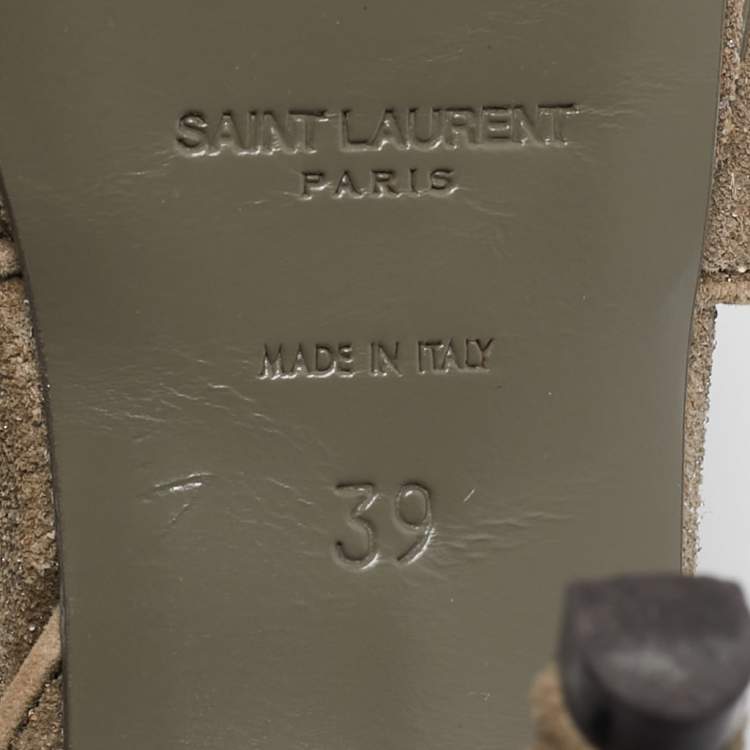 SAINT LAURENT
PARIS
MADE IN ITALY
39